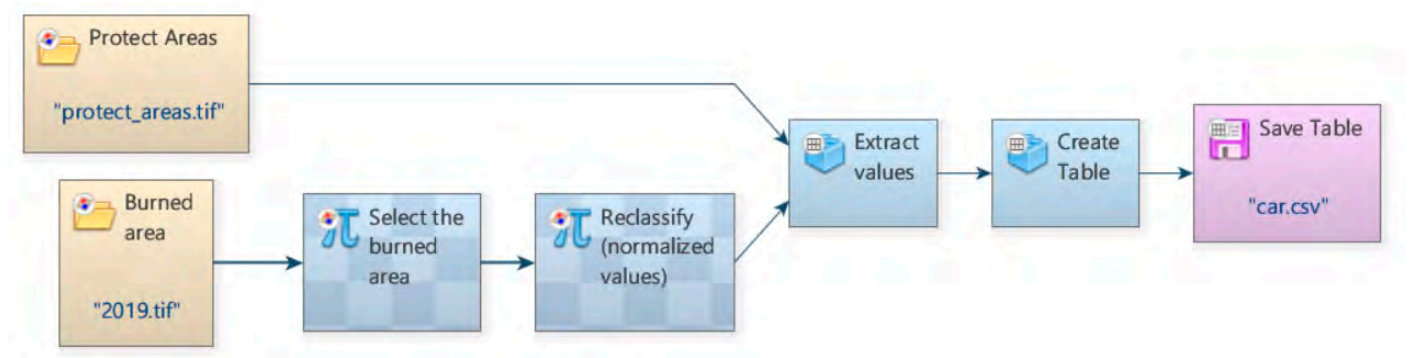 Protect Areas
"protect_areas.tif"
Burned
area
"2019.tif"
Select the
burned
area
Reclassify
(normalized
values)
Extract
values
Create
Table
Save Table
"car.csv"